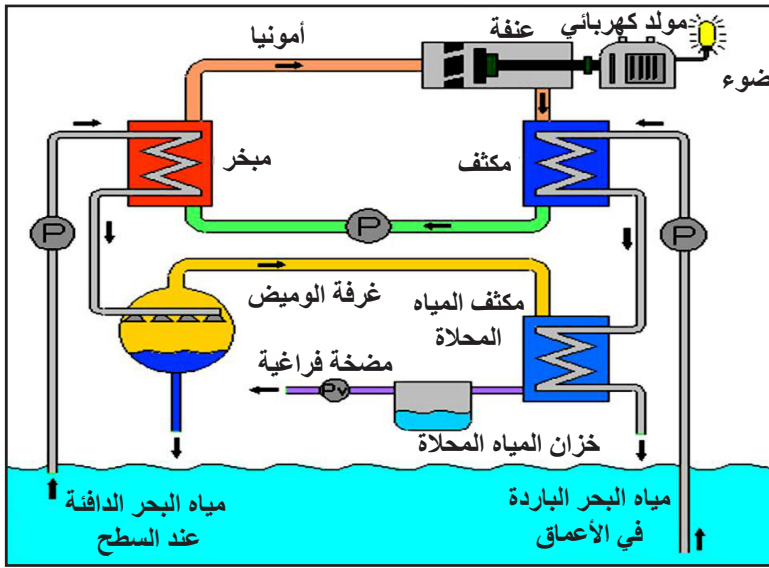 مولد كهربائي
عنفة
أمونيا
ضوء
مبخر
مكثف
P
P
P
غرفة الوميض
مكثف المياه
المحلاة
مضخة فراغية
Pv
خزان المياه المحلاة
مياه البحر الباردة
في الأعماق
مياه البحر الدافئة
عند السطح